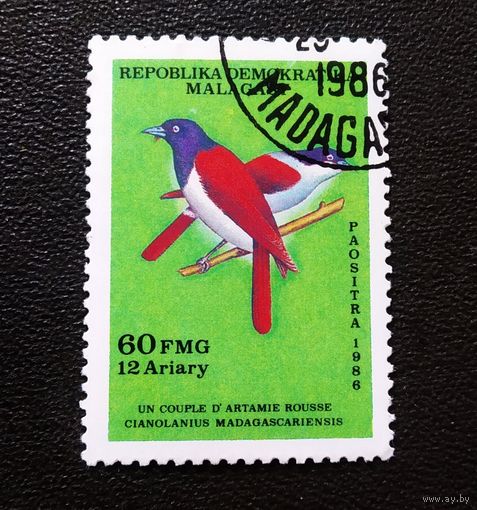 REPOBLIKA DEMOKRATIKA
MALAGASY
20
1986
MADAGAS
PAOSITRA 1986
60 FMG
12 Ariary
UN COUPLE D'ARTAMIE ROUSSE
CIANOLANIUS MADAGASCARIENSIS
www.ay.by